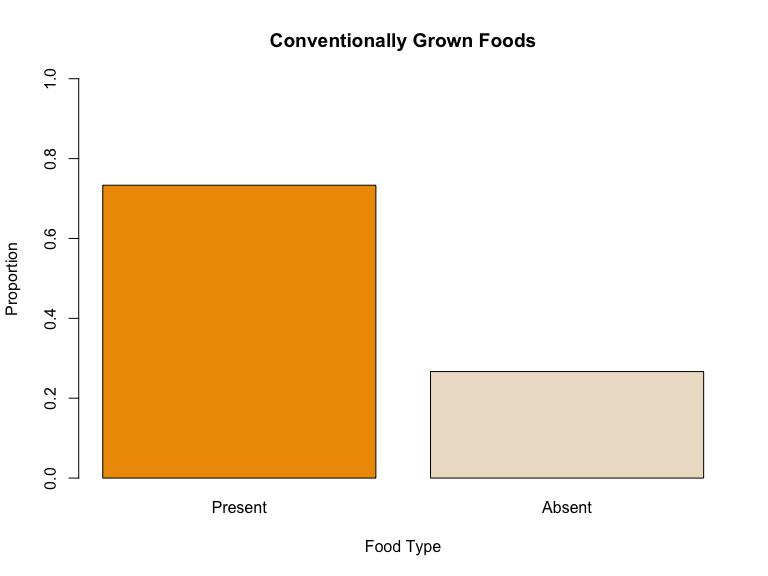 Conventionally Grown Foods
1.0
0.8
0.6
0.4
0.2
0.0
Proportion
Present
Absent
Food Type